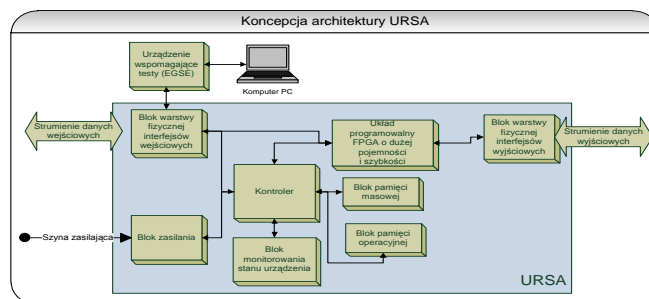 Koncepcja architektury URSA
Urządzenie
wspomagające
testy (EGSE)
Komputer PC
Strumienie danych
wejściowych
Blok warstwy
fizycznej
interfejsów
wejściowych
Układ
programowalny
FPGA o dużej
pojemności
i szybkości
Blok warstwy
fizycznej
interfejsów
wyjściowych
Strumienie danych
wyjściowych
Kontroler
Blok pamięci
masowej
Szyna zasilająca
Blok zasilania
Blok
monitorowania
stanu urządzenia
Blok pamięci
operacyjnej
URSA